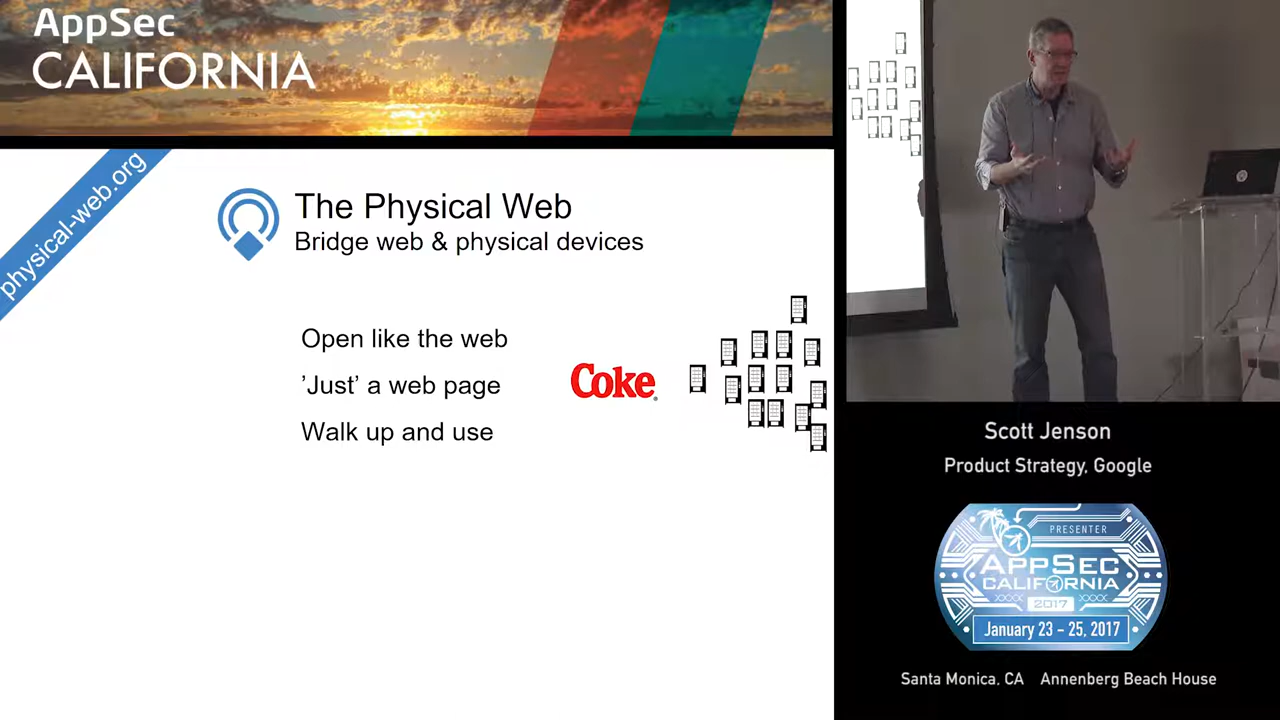 AppSec
CALIFORNIA
physical-web.org
The Physical Web
Bridge web & physical devices
Open like the web
'Just' a web page
Walk up and use
Coke
Scott Jenson
Product Strategy, Google
PRESENTER
APPSEC
CALIFORNIA
2017
January 23 - 25, 2017
Santa Monica, CA Annenberg Beach House